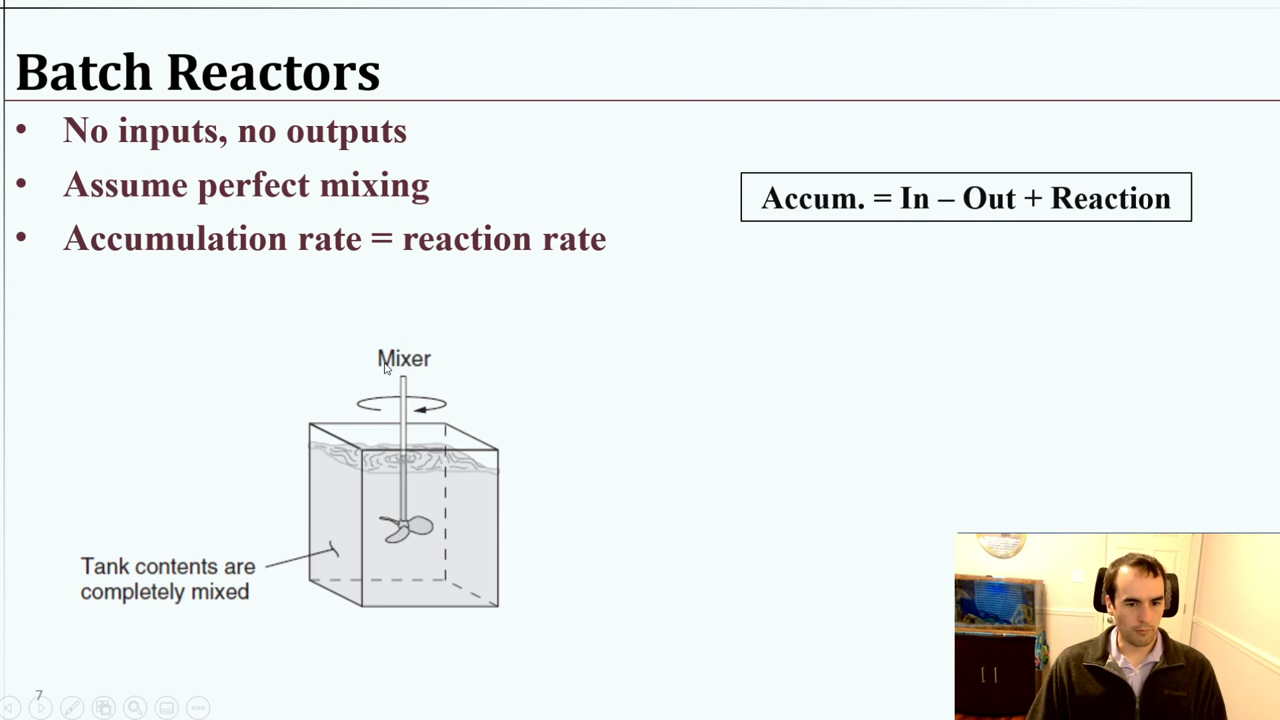 Batch Reactors
• No inputs, no outputs
• Assume perfect mixing
• Accumulation rate = reaction rate
Accum. = In – Out + Reaction
Mixer
Tank contents are
completely mixed
7